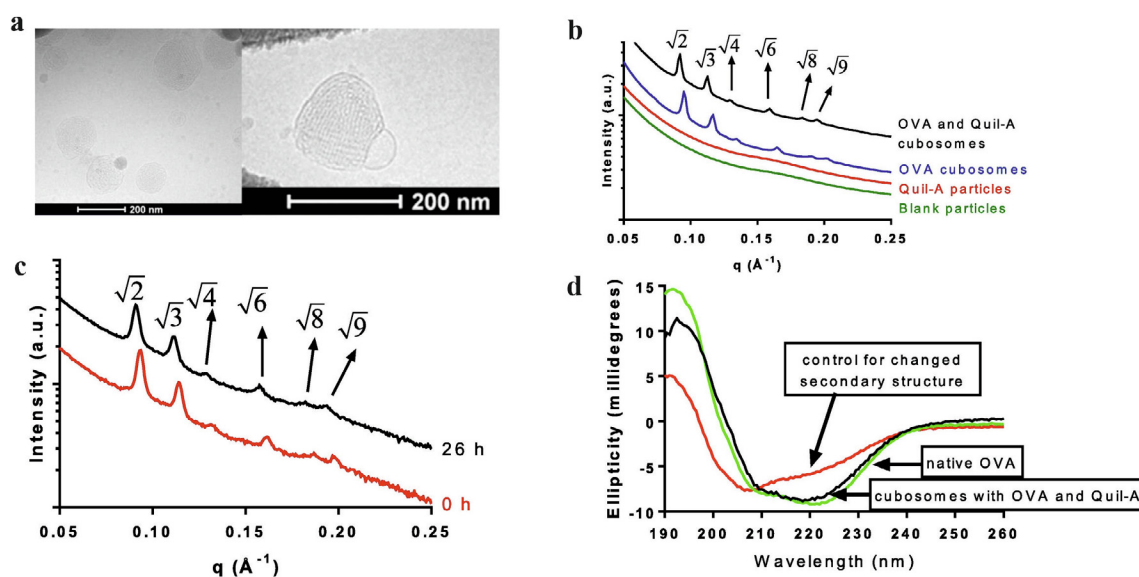 a
200 nm
200 nm
b
Intensity (a.u.)
√2
√3
√4
√6
√8
√9
OVA and Quil-A
cubosomes
OVA cubosomes
Quil-A particles
Blank particles
0.05 0.10 0.15 0.20 0.25
q (Å⁻¹)
c
Intensity (a.u.)
√2
√3
√4
√6
√8
√9
26 h
0 h
0.05 0.10 0.15 0.20 0.25
q (Å⁻¹)
d
Ellipticity (millidegrees)
15
10
5
0
-5
-10
control for changed
secondary structure
native OVA
cubosomes with OVA and Quil-A
190 200 210 220 230 240 250 260
Wavelength (nm)